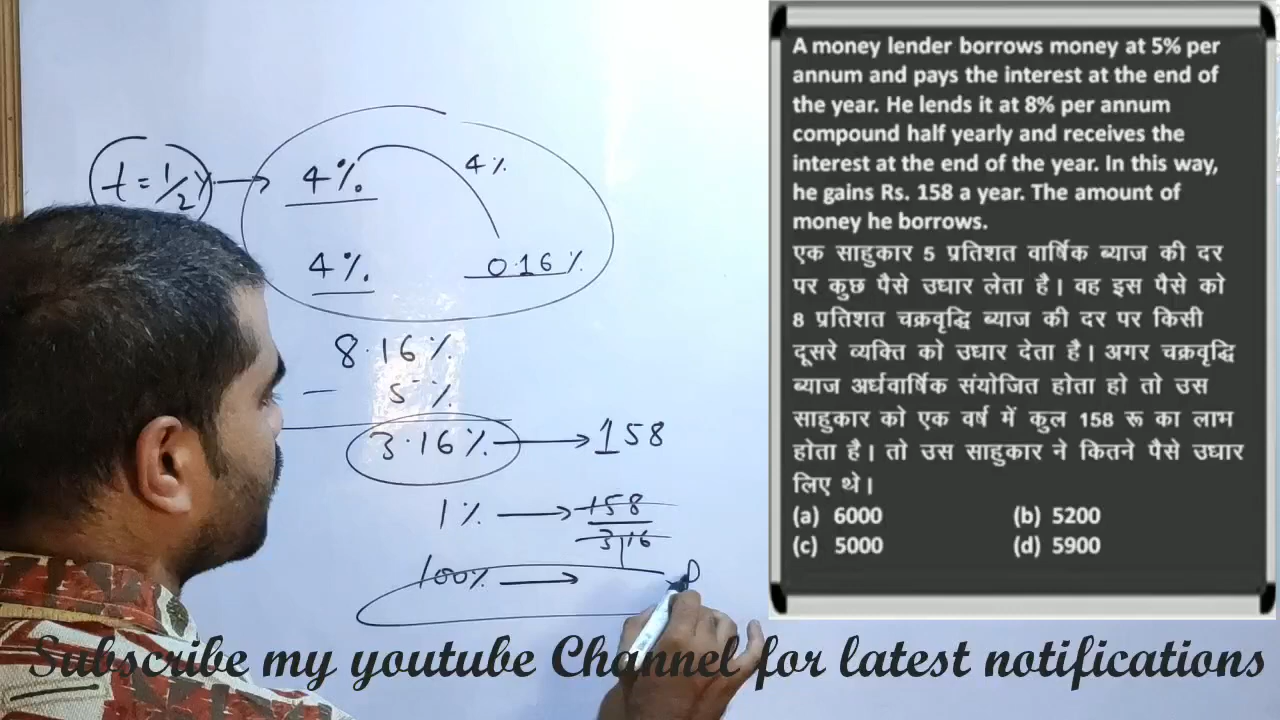 t = 1/2 y → 4%
4%
4%
0.16%
8.16%
− 5%
3.16% → 158
1% → 158
3.16
100% →
A money lender borrows money at 5% per
annum and pays the interest at the end of
the year. He lends it at 8% per annum
compound half yearly and receives the
interest at the end of the year. In this way,
he gains Rs. 158 a year. The amount of
money he borrows.
एक साहुकार 5 प्रतिशत वार्षिक ब्याज की दर
पर कुछ पैसे उधार लेता है। वह इस पैसे को
8 प्रतिशत चक्रवृद्धि ब्याज की दर पर किसी
दूसरे व्यक्ति को उधार देता है। अगर चक्रवृद्धि
ब्याज अर्धवार्षिक संयोजित होता हो तो उस
साहुकार को एक वर्ष में कुल 158 रू का लाभ
होता है। तो उस साहुकार ने कितने पैसे उधार
लिए थे।
(a) 6000 (b) 5200
(c) 5000 (d) 5900
Subscribe my youtube Channel for latest notifications